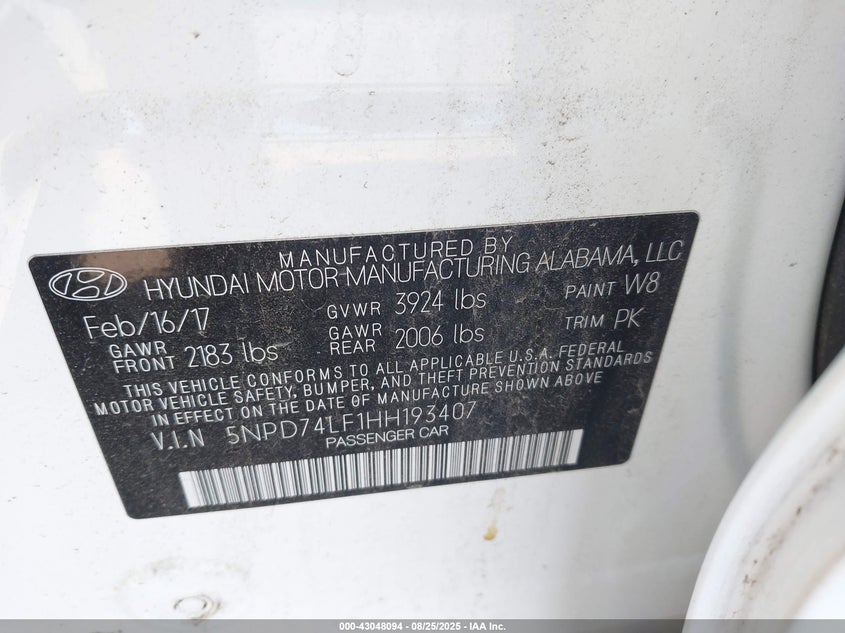 MANUFACTURED BY
HYUNDAI MOTOR MANUFACTURING ALABAMA, LLC
Feb/16/17 GVWR 3924 lbs PAINT W8
GAWR FRONT 2183 lbs GAWR REAR 2006 lbs TRIM PK
THIS VEHICLE CONFORMS TO ALL APPLICABLE U.S.A. FEDERAL
MOTOR VEHICLE SAFETY, BUMPER, AND THEFT PREVENTION STANDARDS
IN EFFECT ON THE DATE OF MANUFACTURE SHOWN ABOVE
V.I.N 5NPD74LF1HH193407
PASSENGER CAR
000-43048094 - 08/25/2025 - IAA Inc.